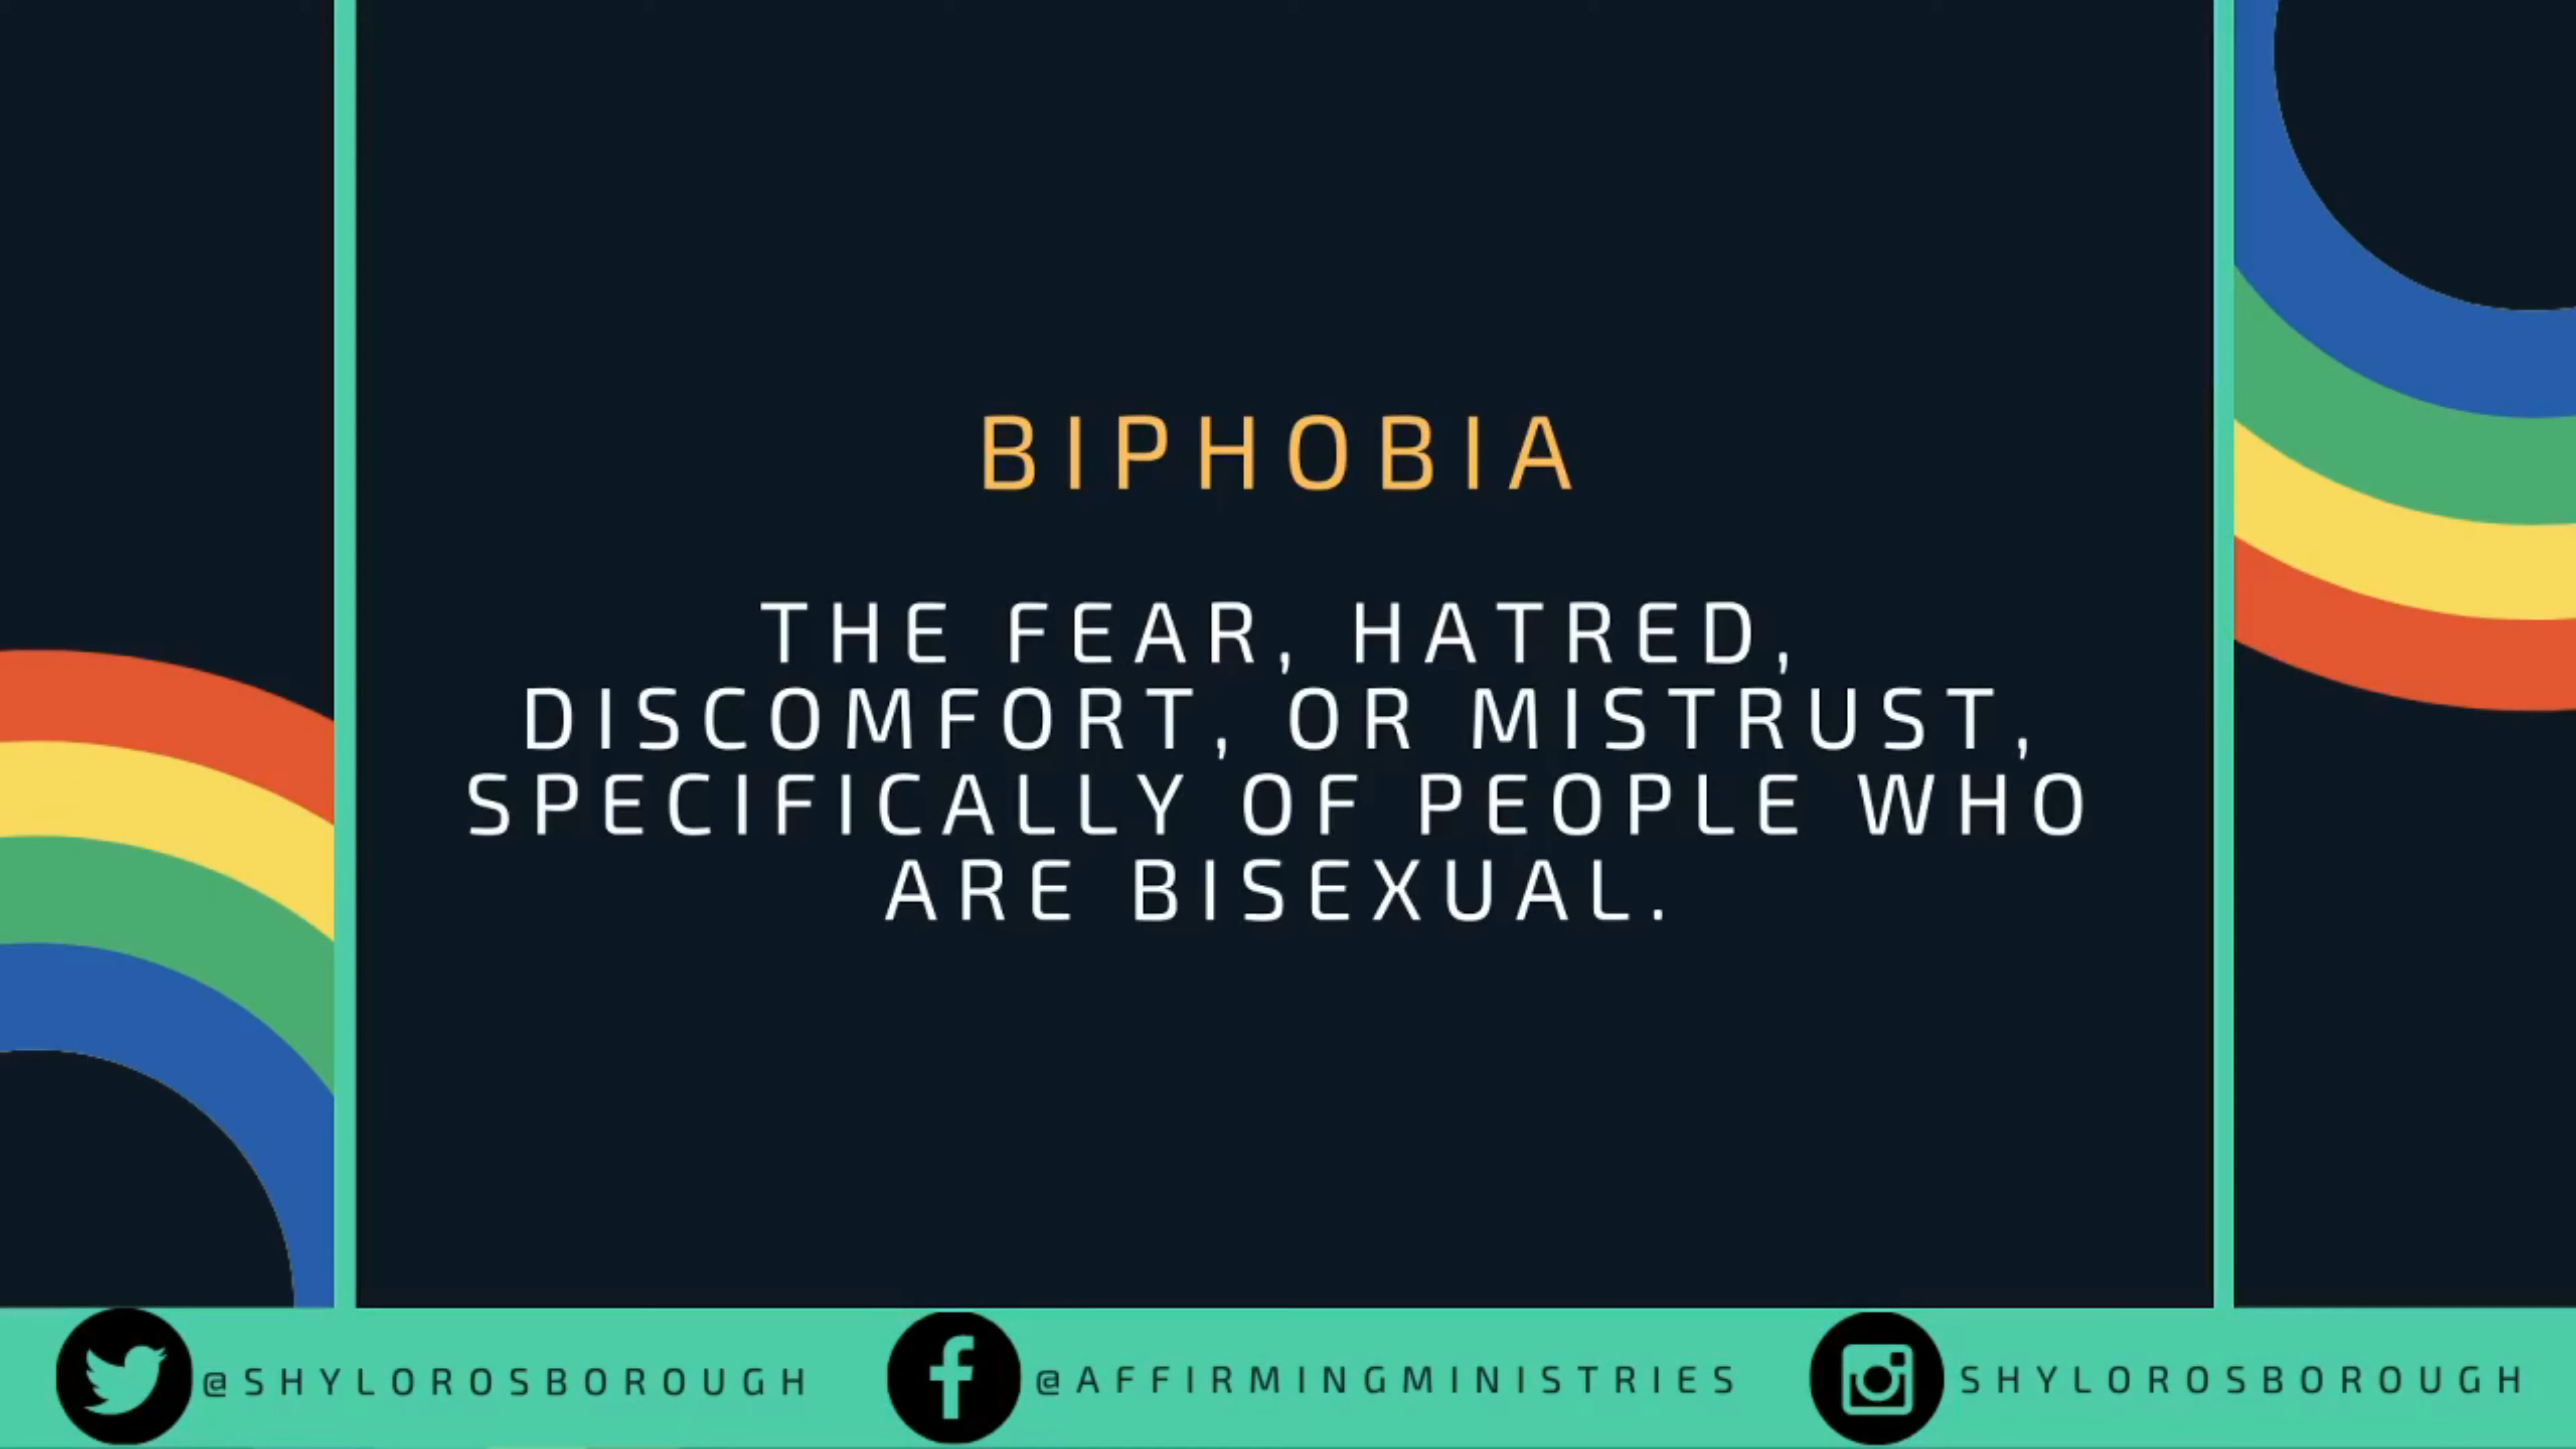 BIPHOBIA
THE FEAR, HATRED,
DISCOMFORT, OR MISTRUST,
SPECIFICALLY OF PEOPLE WHO
ARE BISEXUAL.
@SHYLOROSBOROUGH
@AFFIRMINGMINISTRIES
SHYLOROSBOROUGH